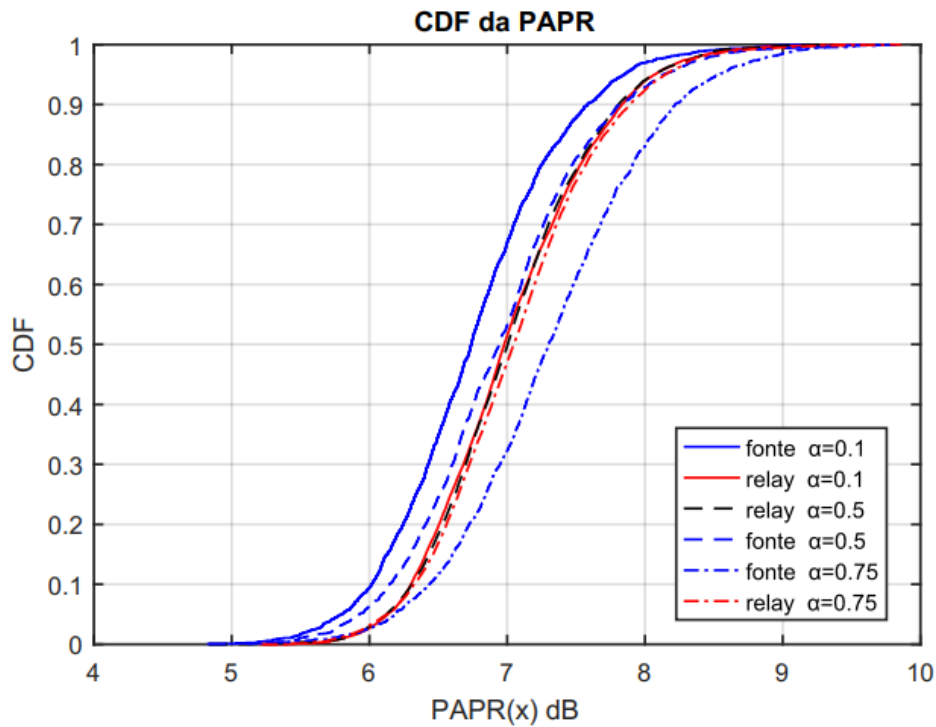 CDF da PAPR
1
0.9
0.8
0.7
0.6
0.5
0.4
0.3
0.2
0.1
0
CDF
fonte α=0.1
relay α=0.1
relay α=0.5
fonte α=0.5
fonte α=0.75
relay α=0.75
4 5 6 7 8 9 10
PAPR(x) dB